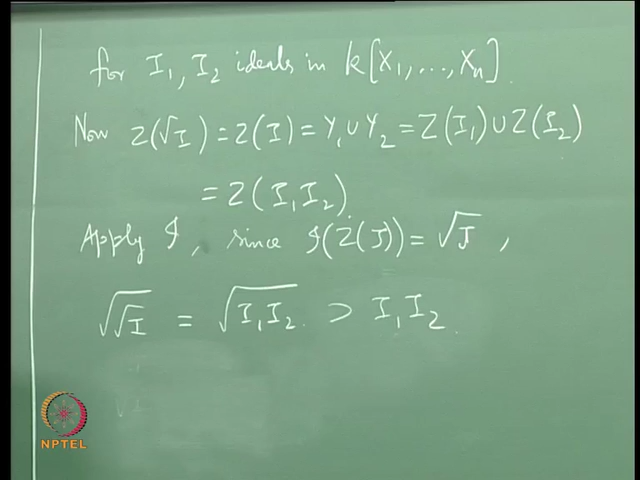 for I₁, I₂ ideals in k[X₁,...,Xₙ].
Now Z(√I) = Z(I) = Y₁ ∪ Y₂ = Z(I₁) ∪ Z(I₂)
= Z(I₁I₂)
Apply 𝓘, since 𝓘(Z(J)) = √J,
√√I = √I₁I₂ ⊃ I₁I₂.
NPTEL